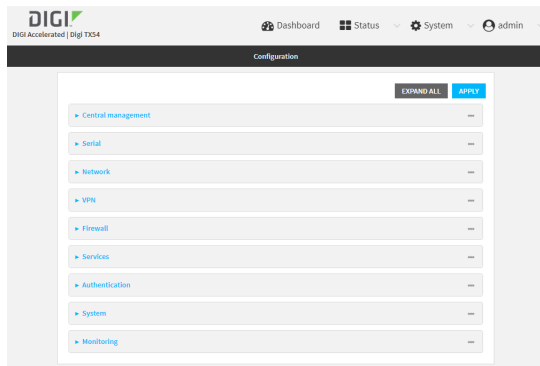 DIGI
DIGI Accelerated | Digi TX54
Dashboard Status System admin
Configuration
EXPAND ALL APPLY
Central management
Serial
Network
VPN
Firewall
Services
Authentication
System
Monitoring